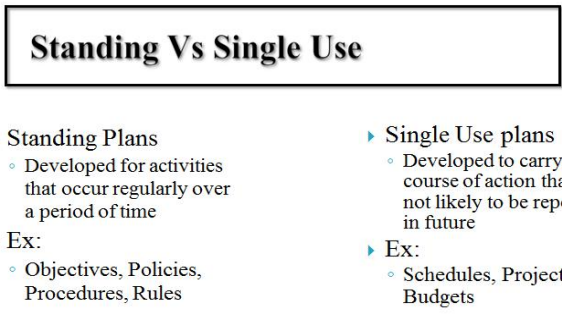 Standing Vs Single Use
Standing Plans
Developed for activities
that occur regularly over
a period of time
Ex:
Objectives, Policies,
Procedures, Rules
Single Use plans
Developed to carry
course of action
not likely to be
in future
Ex:
Schedules,
Budgets